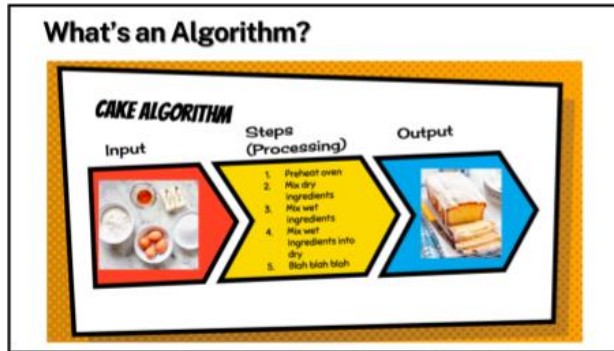 What's an Algorithm?
CAKE ALGORITHM
Input
Steps
(Processing)
Output
1. Preheat oven
2. Mix dry
ingredients
3. Mix wet
ingredients
4. Mix wet
ingredients into
dry
5. Blah blah blah